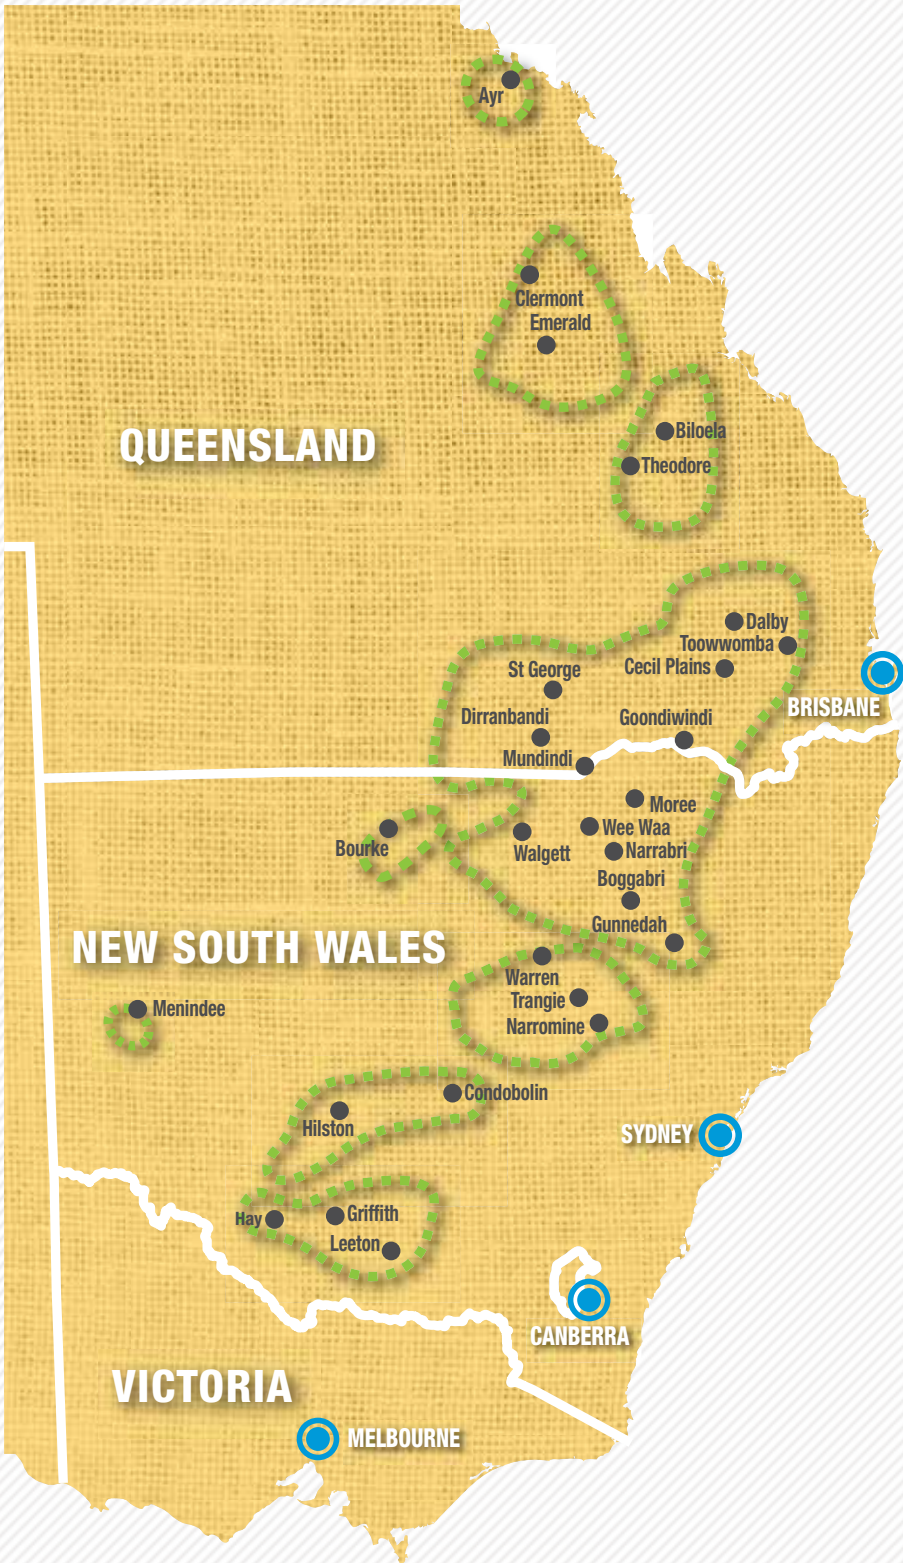 Ayr
Clermont
Emerald
Biloela
QUEENSLAND
Theodore
Dalby
Toowwomba
Cecil Plains
St George
BRISBANE
Dirranbandi
Goondiwindi
Mundindi
Moree
Wee Waa
Bourke
Walgett
Narrabri
Boggabri
Gunnedah
NEW SOUTH WALES
Warren
Trangie
Menindee
Narromine
Condobolin
Hilston
SYDNEY
Hay
Griffith
Leeton
CANBERRA
VICTORIA
MELBOURNE